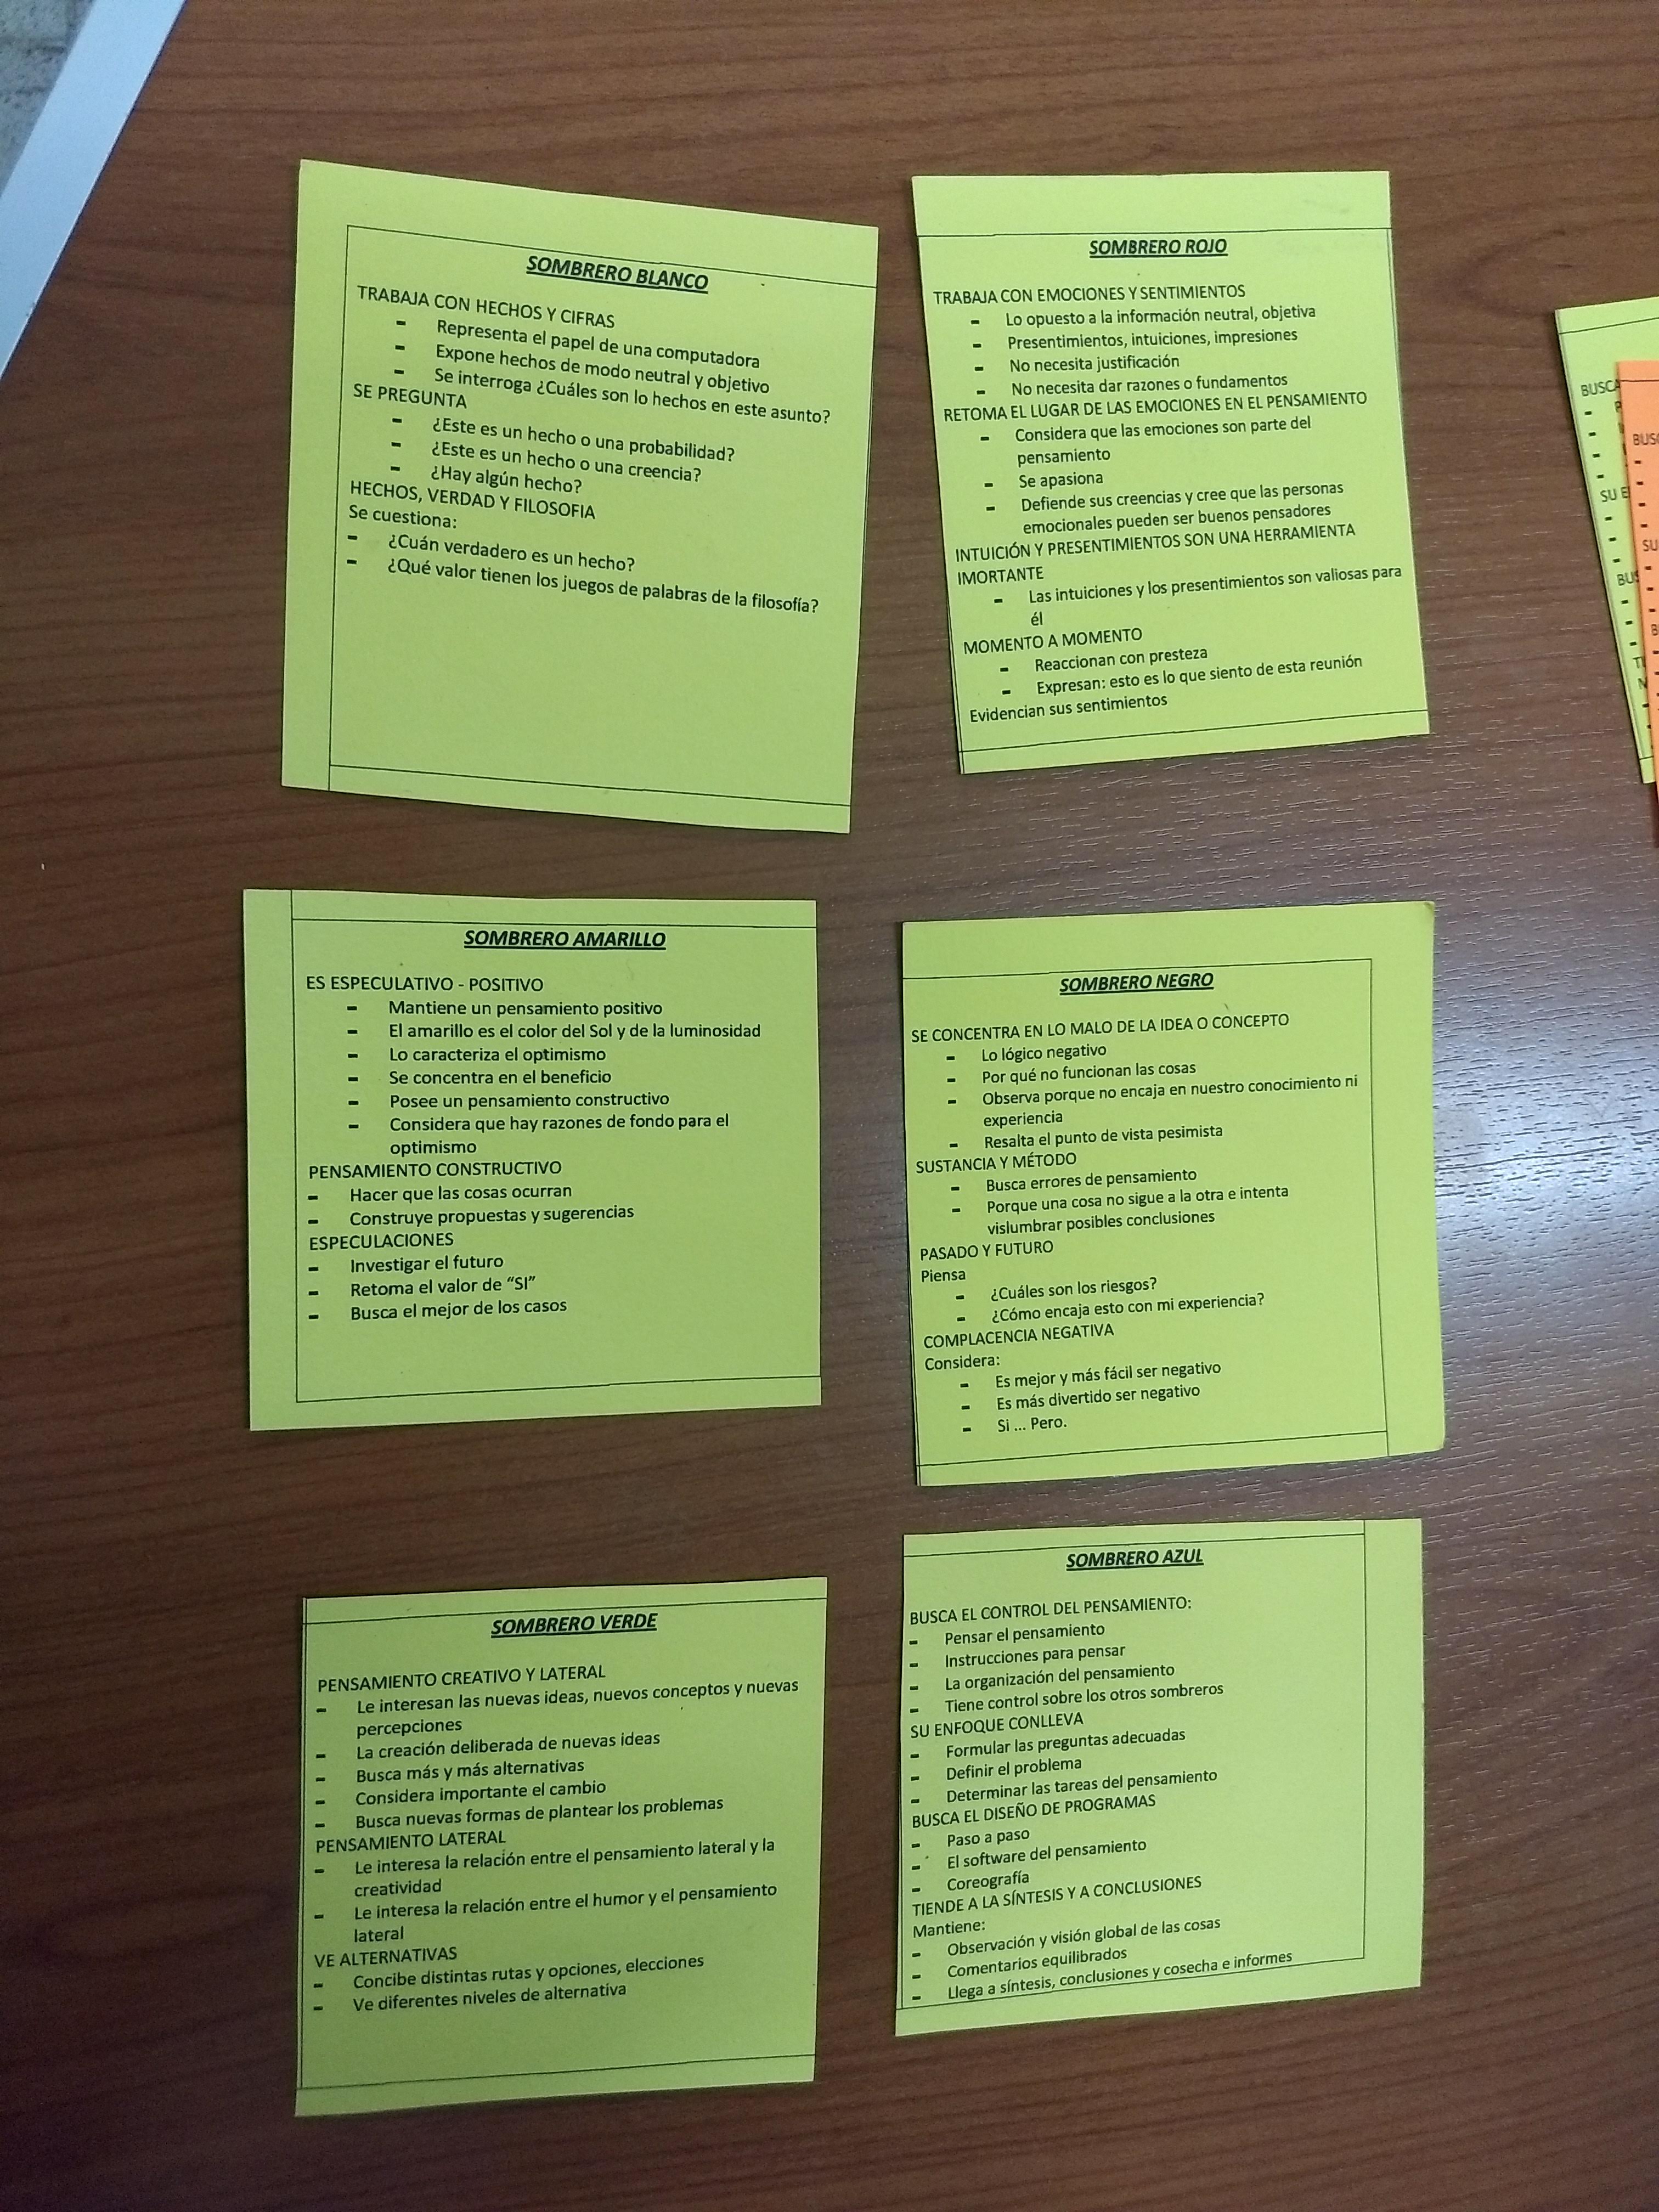 SOMBRERO BLANCO
TRABAJA CON HECHOS Y CIFRAS
- Representa el papel de una computadora
- Expone hechos de modo neutral y objetivo
- Se interroga ¿Cuáles son lo hechos en este asunto?
SE PREGUNTA
- ¿Este es un hecho o una probabilidad?
- ¿Este es un hecho o una creencia?
- ¿Hay algún hecho?
HECHOS, VERDAD Y FILOSOFIA
Se cuestiona:
- ¿Cuán verdadero es un hecho?
- ¿Qué valor tienen los juegos de palabras de la filosofía?
SOMBRERO ROJO
TRABAJA CON EMOCIONES Y SENTIMIENTOS
- Lo opuesto a la información neutral, objetiva
- Presentimientos, intuiciones, impresiones
- No necesita justificación
- No necesita dar razones o fundamentos
RETOMA EL LUGAR DE LAS EMOCIONES EN EL PENSAMIENTO
- Considera que las emociones son parte del
pensamiento
- Se apasiona
- Defiende sus creencias y cree que las personas
emocionales pueden ser buenos pensadores
INTUICIÓN Y PRESENTIMIENTOS SON UNA HERRAMIENTA
IMORTANTE
- Las intuiciones y los presentimientos son valiosas para
él
MOMENTO A MOMENTO
- Reaccionan con presteza
- Expresan: esto es lo que siento de esta reunión
Evidencian sus sentimientos
SOMBRERO AMARILLO
ES ESPECULATIVO - POSITIVO
- Mantiene un pensamiento positivo
- El amarillo es el color del Sol y de la luminosidad
- Lo caracteriza el optimismo
- Se concentra en el beneficio
- Posee un pensamiento constructivo
- Considera que hay razones de fondo para el
optimismo
PENSAMIENTO CONSTRUCTIVO
- Hacer que las cosas ocurran
- Construye propuestas y sugerencias
ESPECULACIONES
- Investigar el futuro
- Retoma el valor de “SI”
- Busca el mejor de los casos
SOMBRERO NEGRO
SE CONCENTRA EN LO MALO DE LA IDEA O CONCEPTO
- Lo lógico negativo
- Por qué no funcionan las cosas
- Observa porque no encaja en nuestro conocimiento ni
experiencia
- Resalta el punto de vista pesimista
SUSTANCIA Y MÉTODO
- Busca errores de pensamiento
- Porque una cosa no sigue a la otra e intenta
vislumbrar posibles conclusiones
PASADO Y FUTURO
Piensa
- ¿Cuáles son los riesgos?
- ¿Cómo encaja esto con mi experiencia?
COMPLACENCIA NEGATIVA
Considera:
- Es mejor y más fácil ser negativo
- Es más divertido ser negativo
- Si ... Pero.
SOMBRERO VERDE
PENSAMIENTO CREATIVO Y LATERAL
- Le interesan las nuevas ideas, nuevos conceptos y nuevas
percepciones
- La creación deliberada de nuevas ideas
- Busca más y más alternativas
- Considera importante el cambio
- Busca nuevas formas de plantear los problemas
PENSAMIENTO LATERAL
- Le interesa la relación entre el pensamiento lateral y la
creatividad
- Le interesa la relación entre el humor y el pensamiento
lateral
VE ALTERNATIVAS
- Concibe distintas rutas y opciones, elecciones
- Ve diferentes niveles de alternativa
SOMBRERO AZUL
BUSCA EL CONTROL DEL PENSAMIENTO:
- Pensar el pensamiento
- Instrucciones para pensar
- La organización del pensamiento
- Tiene control sobre los otros sombreros
SU ENFOQUE CONLLEVA
- Formular las preguntas adecuadas
- Definir el problema
- Determinar las tareas del pensamiento
BUSCA EL DISEÑO DE PROGRAMAS
- Paso a paso
- El software del pensamiento
- Coreografía
TIENDE A LA SÍNTESIS Y A CONCLUSIONES
Mantiene:
- Observación y visión global de las cosas
- Comentarios equilibrados
- Llega a síntesis, conclusiones y cosecha e informes